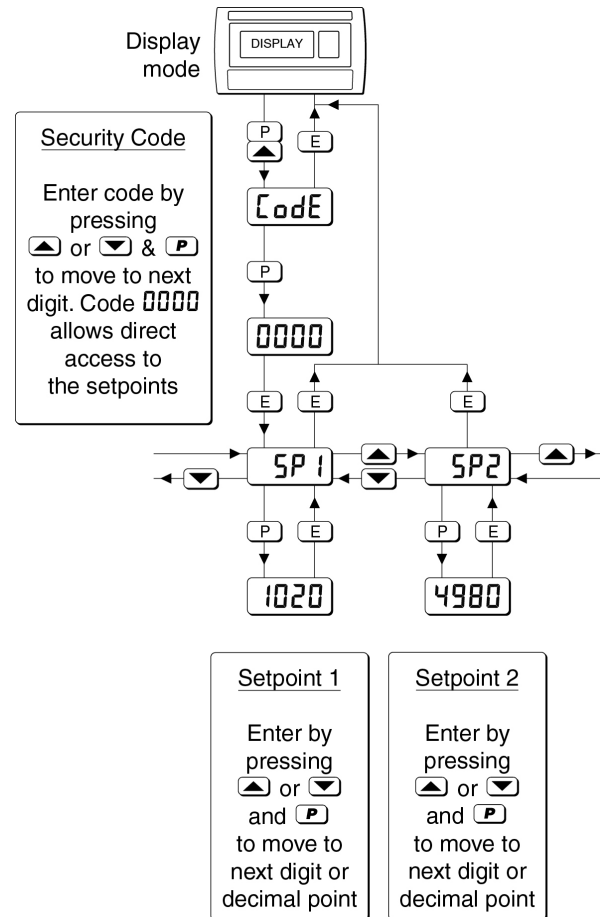 Display
mode
DISPLAY
P
E
CodE
Security Code
Enter code by
pressing
or & P
to move to next
digit. Code 0000
allows direct
access to
the setpoints
P
0000
E
E
E
SP1
SP2
P
E
P
E
1020
4980
Setpoint 1
Enter by
pressing
or
and P
to move to
next digit or
decimal point
Setpoint 2
Enter by
pressing
or
and P
to move to
next digit or
decimal point